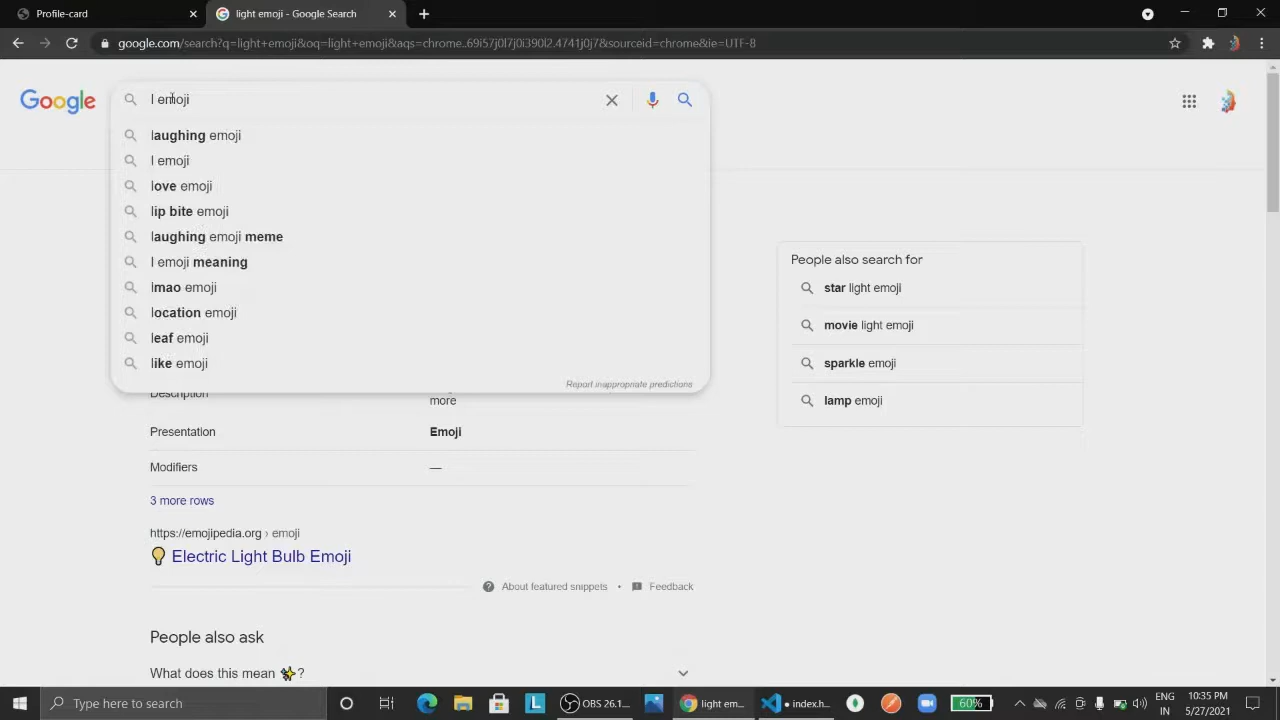 Profile-card
light emoji - Google Search
google.com/search?q=light+emoji&oq=light+emoji&aqs=chrome..69i57j0l7j0i390l2.4741j0j7&sourceid=chrome&ie=UTF-8
Google
l emoji
laughing emoji
l emoji
love emoji
lip bite emoji
laughing emoji meme
l emoji meaning
lmao emoji
location emoji
leaf emoji
like emoji
Report inappropriate predictions
People also search for
star light emoji
movie light emoji
sparkle emoji
lamp emoji
Description
more
Presentation Emoji
Modifiers —
3 more rows
https://emojipedia.org › emoji
💡 Electric Light Bulb Emoji
About featured snippets • Feedback
People also ask
What does this mean ✨?
Type here to search
OBS 26.1...
light em...
● index.h...
60%
ENG
IN
10:35 PM
5/27/2021